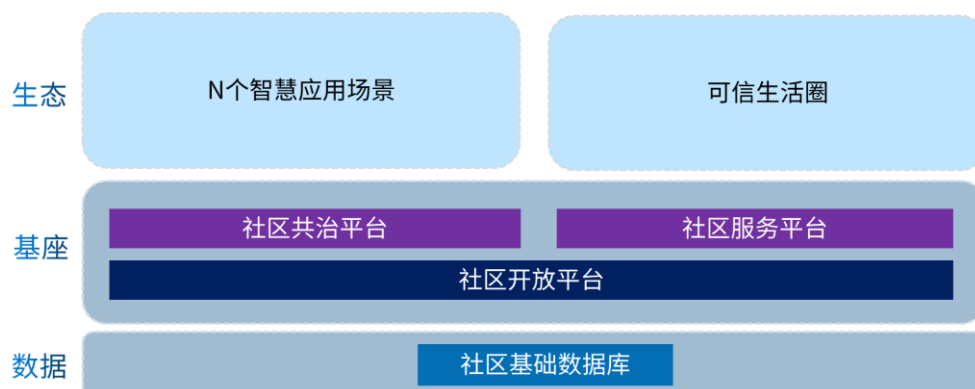 生态
N个智慧应用场景
可信生活圈
基座
社区共治平台
社区服务平台
社区开放平台
数据
社区基础数据库